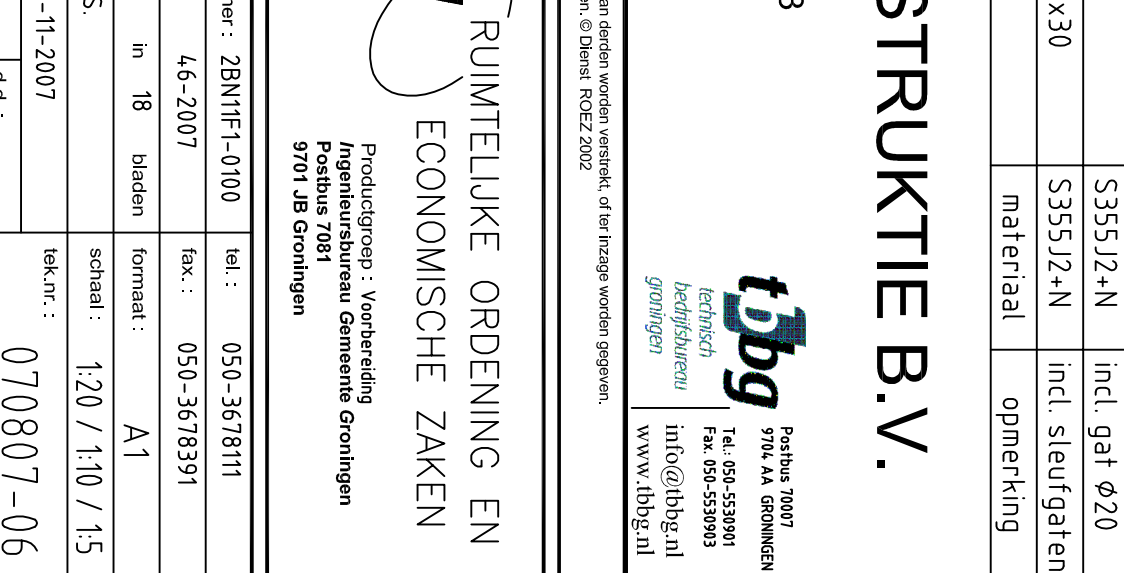 x30
S355J2+N
incl. gat ⌀20
S355J2+N
incl. sleufgaten
materiaal
opmerking
STRUKTIE B.V.
tbbg
technisch
bedrijfsbureau
groningen
Postbus 70007
9704 AA GRONINGEN
Tel.: 050-5530901
Fax. 050-5530903
info@tbbg.nl
www.tbbg.nl
an derden worden verstrekt, of ter inzage worden gegeven.
en. © Dienst ROEZ 2002
RUIMTELIJKE ORDENING EN
ECONOMISCHE ZAKEN
Productgroep : Voorbereiding
Ingenieursbureau Gemeente Groningen
Postbus 7081
9701 JB Groningen
ner : 2BN11F1-0100
tel. : 050-3678111
46-2007
fax. : 050-3678391
in 18 bladen
formaat : A1
S.
schaal : 1:20 / 1:10 / 1:5
-11-2007
tek.nr. : 070807-06
d.d. :